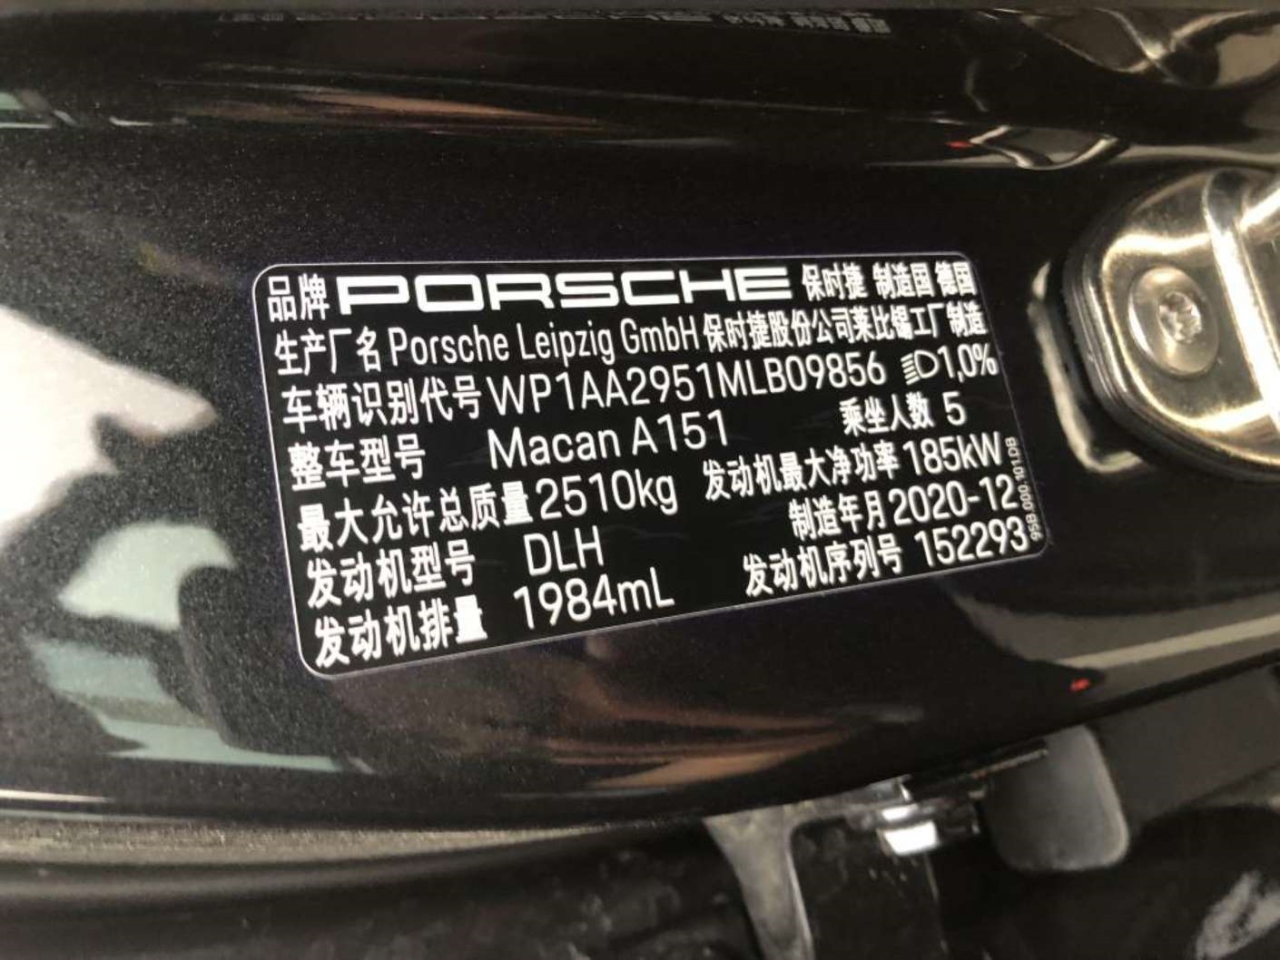 品牌 PORSCHE 保时捷 制造国 德国
生产厂名 Porsche Leipzig GmbH 保时捷股份公司莱比锡工厂制造
车辆识别代号 WP1AA2951MLB09856 1,0%
整车型号 Macan A151 乘坐人数 5
最大允许总质量 2510kg 发动机最大净功率 185kW
发动机型号 DLH 制造年月 2020-12
发动机排量 1984mL 发动机序列号 152293
95B.000.101.DB